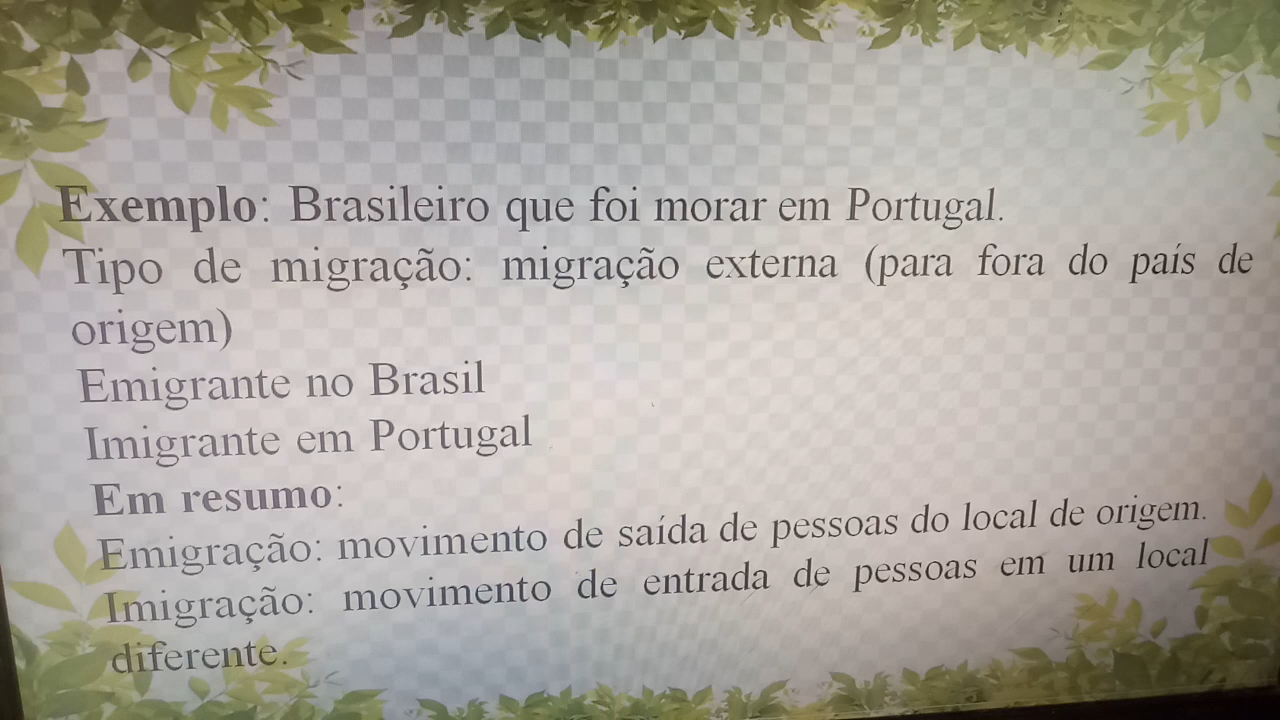 Exemplo: Brasileiro que foi morar em Portugal.
Tipo de migração: migração externa (para fora do país de
origem)
Emigrante no Brasil
Imigrante em Portugal
Em resumo:
Emigração: movimento de saída de pessoas do local de origem.
Imigração: movimento de entrada de pessoas em um local
diferente.